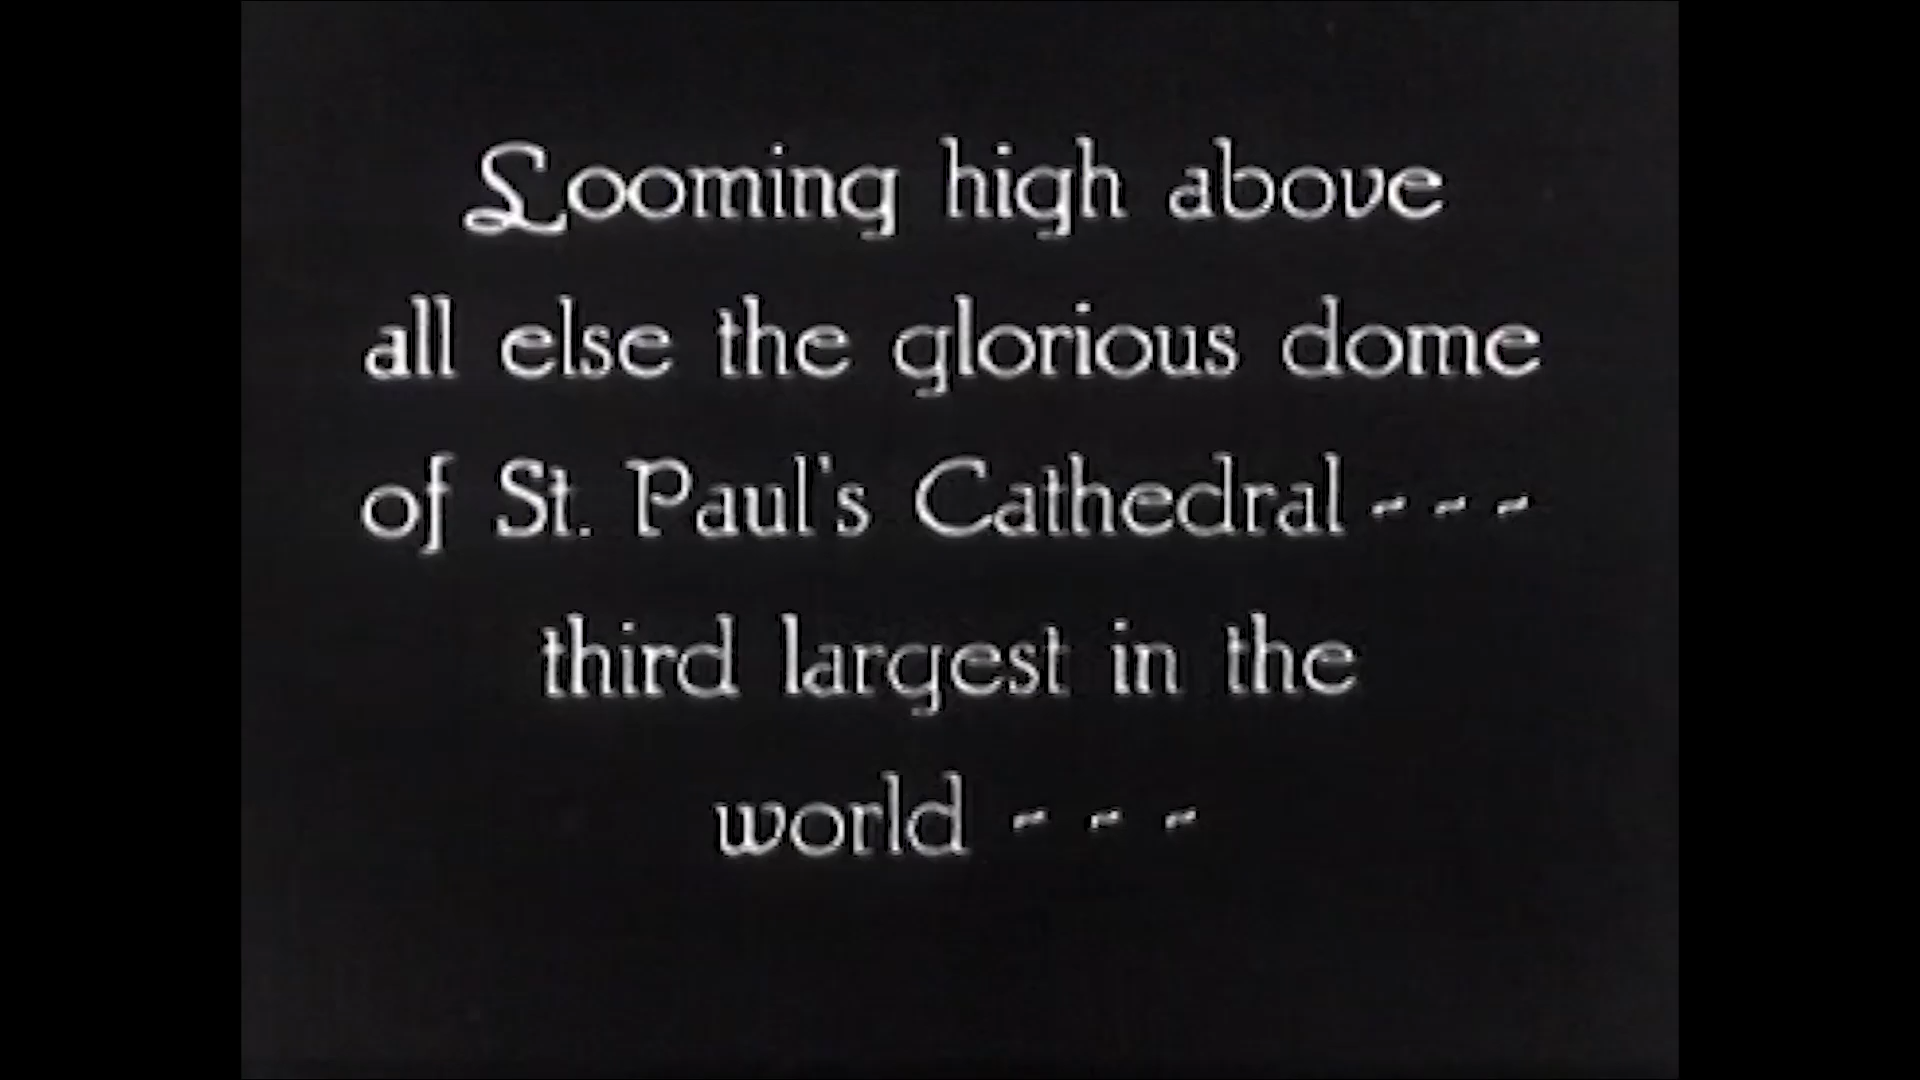 Looming high above
all else the glorious dome
of St. Paul's Cathedral - - -
third largest in the
world - - -